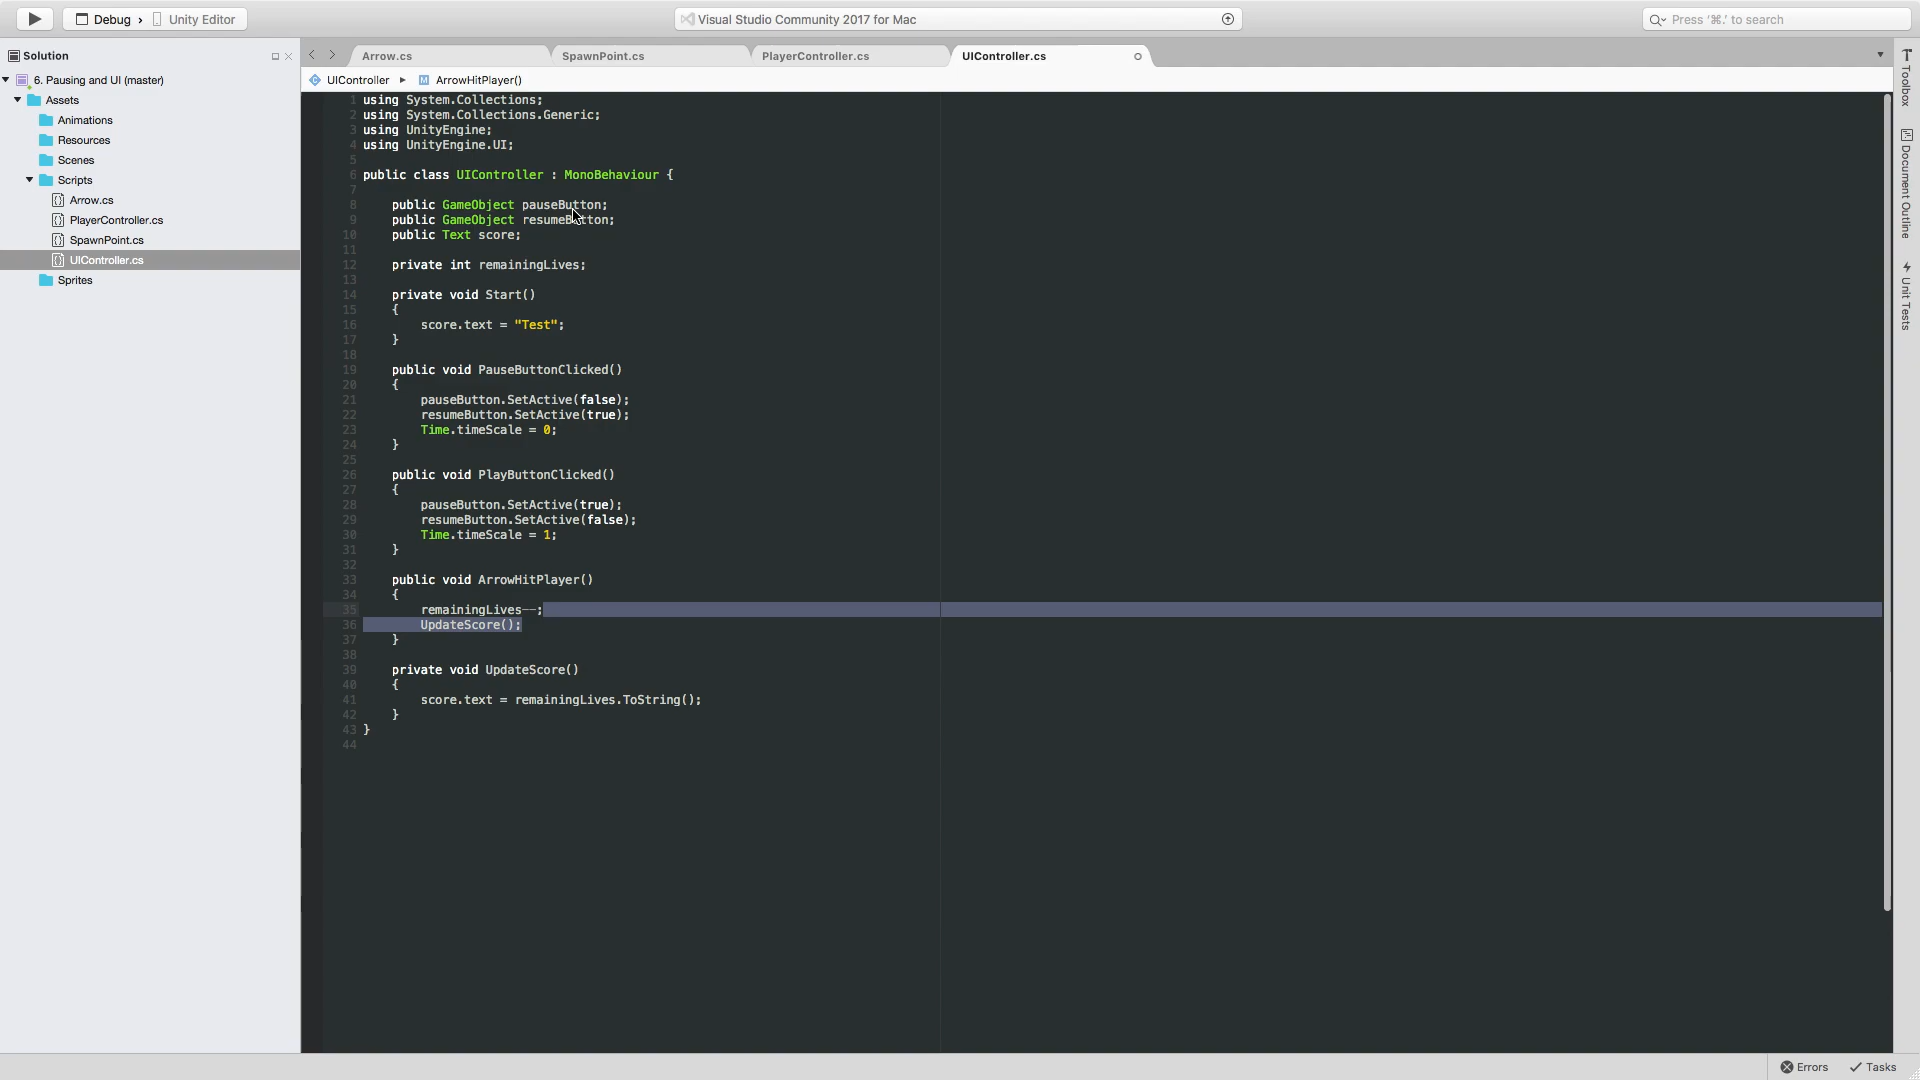 Debug › Unity Editor
Visual Studio Community 2017 for Mac
Press '⌘.' to search
Solution
6. Pausing and UI (master)
Assets
Animations
Resources
Scenes
Scripts
Arrow.cs
PlayerController.cs
SpawnPoint.cs
UIController.cs
Sprites
Arrow.cs
SpawnPoint.cs
PlayerController.cs
UIController.cs
UIController ▸ ArrowHitPlayer()
1 using System.Collections;
2 using System.Collections.Generic;
3 using UnityEngine;
4 using UnityEngine.UI;
5
6 public class UIController : MonoBehaviour {
7
8 public GameObject pauseButton;
9 public GameObject resumeButton;
10 public Text score;
11
12 private int remainingLives;
13
14 private void Start()
15 {
16 score.text = "Test";
17 }
18
19 public void PauseButtonClicked()
20 {
21 pauseButton.SetActive(false);
22 resumeButton.SetActive(true);
23 Time.timeScale = 0;
24 }
25
26 public void PlayButtonClicked()
27 {
28 pauseButton.SetActive(true);
29 resumeButton.SetActive(false);
30 Time.timeScale = 1;
31 }
32
33 public void ArrowHitPlayer()
34 {
35 remainingLives--;
36 UpdateScore();
37 }
38
39 private void UpdateScore()
40 {
41 score.text = remainingLives.ToString();
42 }
43 }
44
Toolbox
Document Outline
Unit Tests
Errors
Tasks